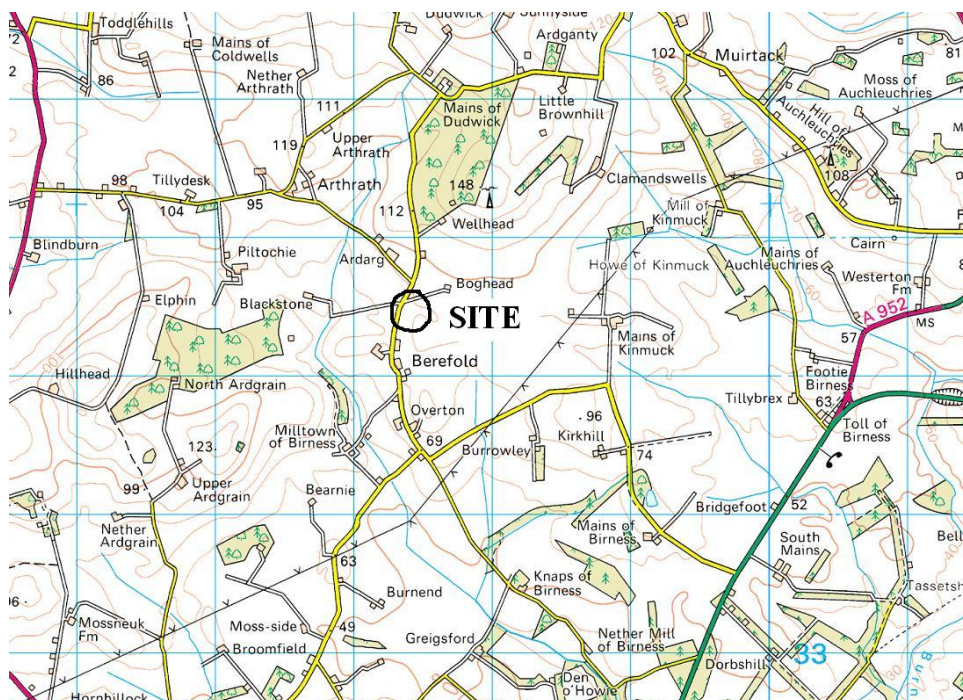 Toddlehills
Dudwick
Sunnyside
Ardganty
Mains of
Coldwells
102
Muirtack
81
Moss of
Auchleuchries
2
86
Nether
Arthrath
111
Mains of
Dudwick
Little
Brownhill
Hill of
Auchleuchries
Upper
Arthrath
119
Arthrath
108
98
Tillydesk
104
95
148
112
Wellhead
Clamandswells
Mill of
Kinmuck
Blindburn
Piltochie
Ardarg
Howe of Kinmuck
Mains of
Auchleuchries
Cairn
Westerton
Fm
Elphin
Blackstone
Boghead
SITE
A 952
MS
57
Mains of
Kinmuck
Hillhead
North Ardgrain
Berefold
Footie
Birness
63
Tillybrex
Toll of
Birness
Milltown
of Birness
Overton
69
96
Kirkhill
Burrowley
74
123
Upper
Ardgrain
99
Bearnie
Bridgefoot
52
Nether
Ardgrain
Mains of
Birness
South
Mains
63
Burnend
Knaps of
Birness
Mossneuk
Fm
Moss-side
49
Broomfield
Greigsford
Nether Mill
of Birness
Dorbshill
33
Den
o'Howie
Hornhillock
Burn